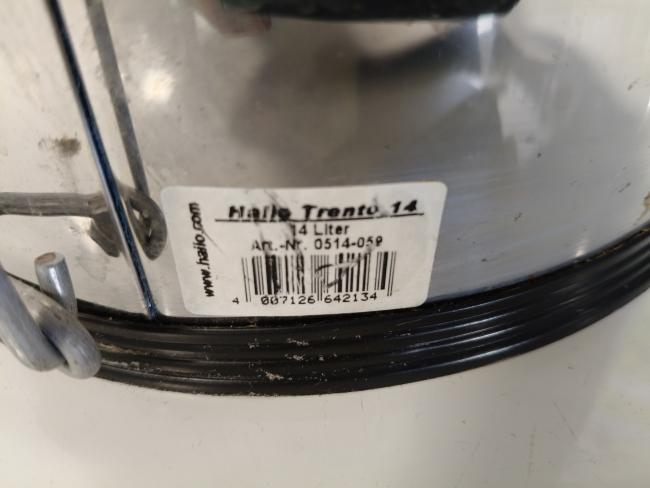 Hailo Trento 14
14 Liter
Art.-Nr. 0514-059
4 007126 642134
www.hailo.com